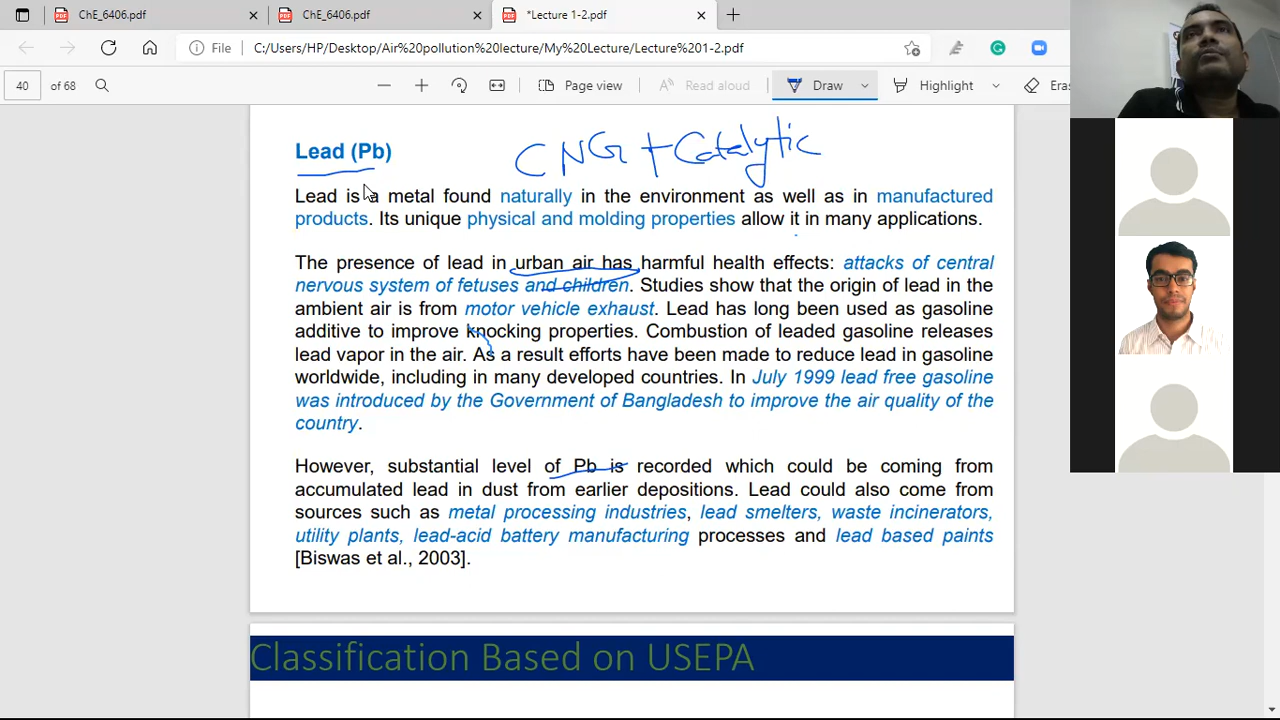 ChE_6406.pdf
ChE_6406.pdf
*Lecture 1-2.pdf
File
C:/Users/HP/Desktop/Air%20pollution%20lecture/My%20Lecture/Lecture%201-2.pdf
40 of 68
Page view
Read aloud
Draw
Highlight
Eras
CNG + Catalytic
Lead (Pb)
Lead is a metal found naturally in the environment as well as in manufactured
products. Its unique physical and molding properties allow it in many applications.
The presence of lead in urban air has harmful health effects: attacks of central
nervous system of fetuses and children. Studies show that the origin of lead in the
ambient air is from motor vehicle exhaust. Lead has long been used as gasoline
additive to improve knocking properties. Combustion of leaded gasoline releases
lead vapor in the air. As a result efforts have been made to reduce lead in gasoline
worldwide, including in many developed countries. In July 1999 lead free gasoline
was introduced by the Government of Bangladesh to improve the air quality of the
country.
However, substantial level of Pb is recorded which could be coming from
accumulated lead in dust from earlier depositions. Lead could also come from
sources such as metal processing industries, lead smelters, waste incinerators,
utility plants, lead-acid battery manufacturing processes and lead based paints
[Biswas et al., 2003].
Classification Based on USEPA